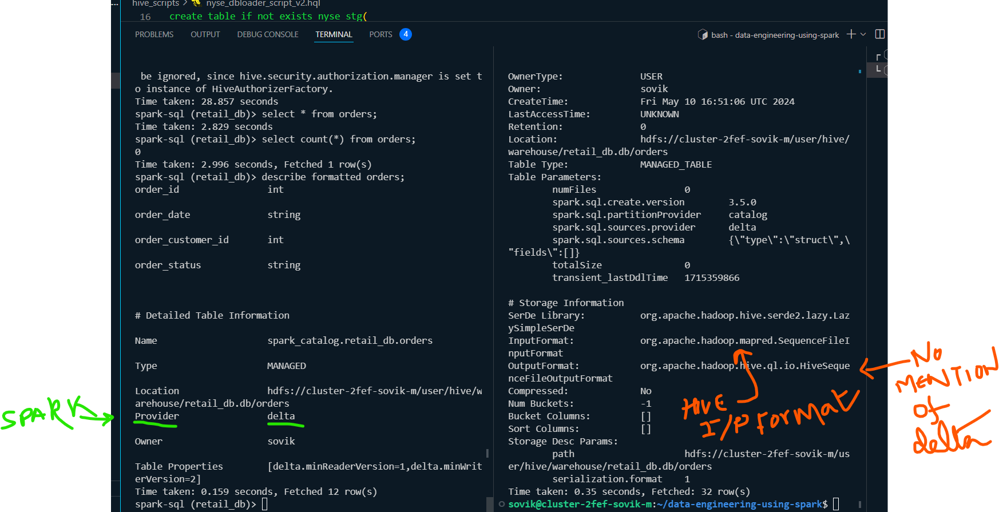 hive_scripts > nyse_dbloader_script_v2.hql
16 create table if not exists nyse_stg(
PROBLEMS OUTPUT DEBUG CONSOLE TERMINAL PORTS 4
bash - data-engineering-using-spark
be ignored, since hive.security.authorization.manager is set t
o instance of HiveAuthorizerFactory.
Time taken: 28.857 seconds
spark-sql (retail_db)> select * from orders;
Time taken: 2.829 seconds
spark-sql (retail_db)> select count(*) from orders;
0
Time taken: 2.996 seconds, Fetched 1 row(s)
spark-sql (retail_db)> describe formatted orders;
order_id int
order_date string
order_customer_id int
order_status string
# Detailed Table Information
Name spark_catalog.retail_db.orders
Type MANAGED
Location hdfs://cluster-2fef-sovik-m/user/hive/w
arehouse/retail_db.db/orders
Provider delta
Owner sovik
Table Properties [delta.minReaderVersion=1,delta.minWrit
erVersion=2]
Time taken: 0.159 seconds, Fetched 12 row(s)
spark-sql (retail_db)>
OwnerType: USER
Owner: sovik
CreateTime: Fri May 10 16:51:06 UTC 2024
LastAccessTime: UNKNOWN
Retention: 0
Location: hdfs://cluster-2fef-sovik-m/user/hive/
warehouse/retail_db.db/orders
Table Type: MANAGED_TABLE
Table Parameters:
numFiles 0
spark.sql.create.version 3.5.0
spark.sql.partitionProvider catalog
spark.sql.sources.provider delta
spark.sql.sources.schema {\"type\":\"struct\",\
"fields\":[]}
totalSize 0
transient_lastDdlTime 1715359866
# Storage Information
SerDe Library: org.apache.hadoop.hive.serde2.lazy.Laz
ySimpleSerDe
InputFormat: org.apache.hadoop.mapred.SequenceFileI
nputFormat
OutputFormat: org.apache.hadoop.hive.ql.io.HiveSeque
nceFileOutputFormat
Compressed: No
Num Buckets: -1
Bucket Columns: []
Sort Columns: []
Storage Desc Params:
path hdfs://cluster-2fef-sovik-m/us
er/hive/warehouse/retail_db.db/orders
serialization.format 1
Time taken: 0.35 seconds, Fetched: 32 row(s)
sovik@cluster-2fef-sovik-m:~/data-engineering-using-spark$
SPARK
HIVE
I/P FORMAT
NO
MENTION
of
delta